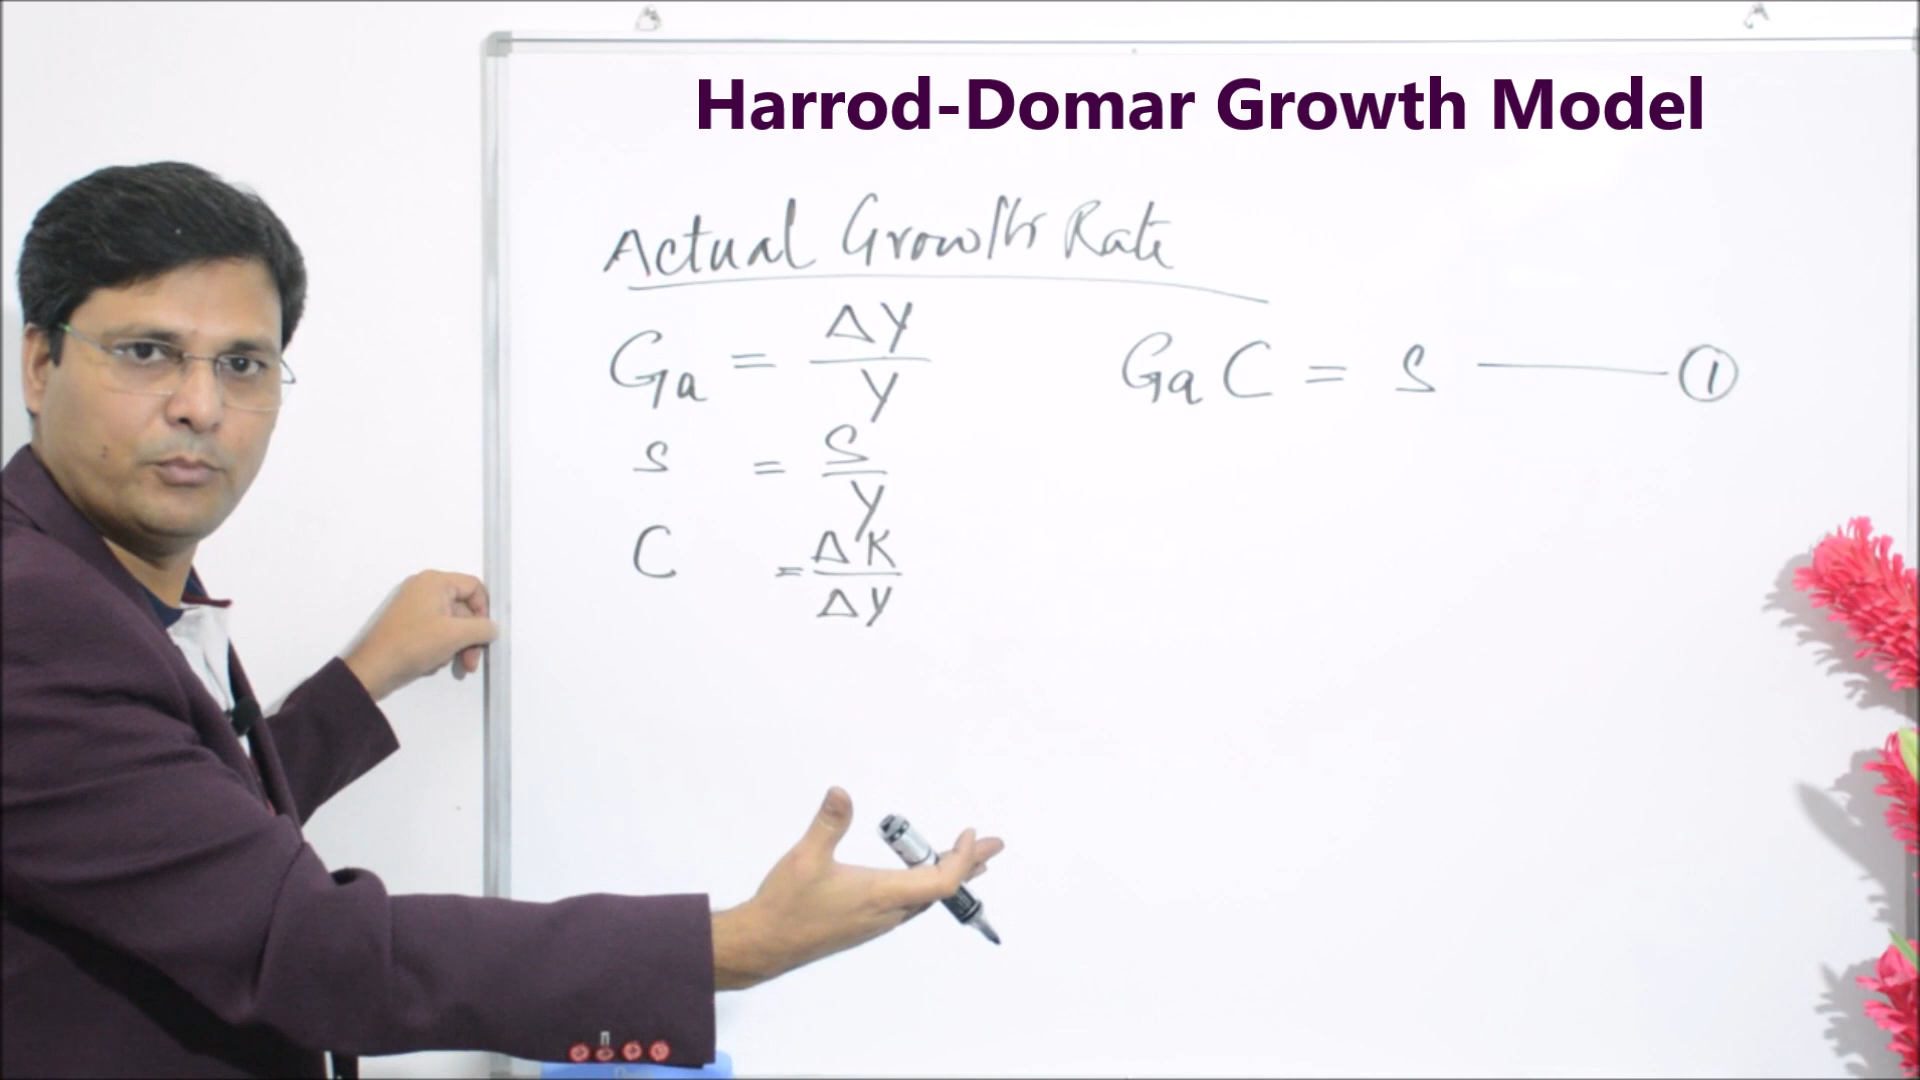 Harrod-Domar Growth Model
Actual Growth Rate
Ga = ΔY / Y
GaC = s ——— ①
s = S / Y
C = ΔK / ΔY